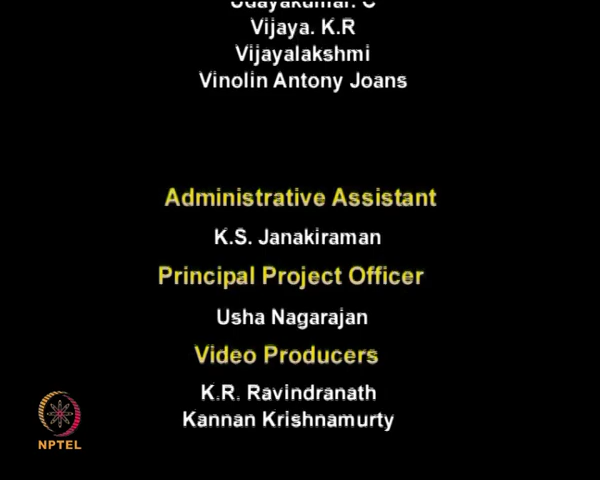 Udayakumar. C
Vijaya. K.R
Vijayalakshmi
Vinolin Antony Joans
Administrative Assistant
K.S. Janakiraman
Principal Project Officer
Usha Nagarajan
Video Producers
K.R. Ravindranath
Kannan Krishnamurty
NPTEL